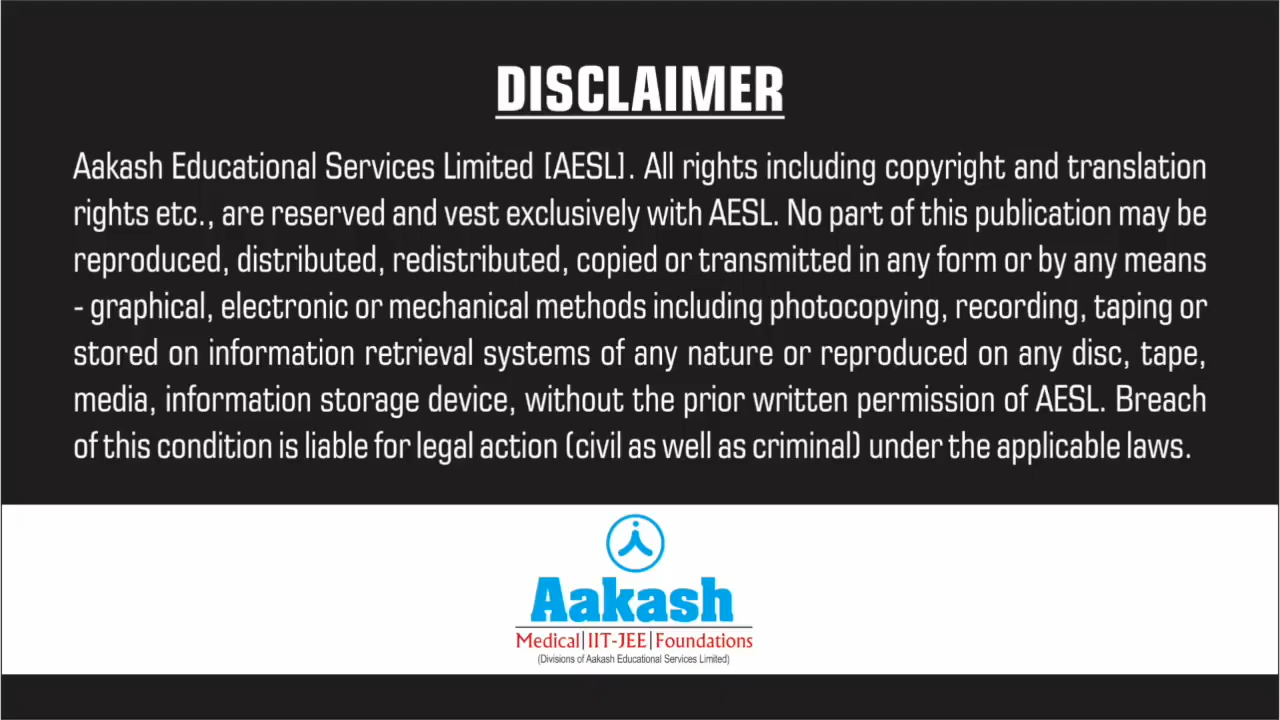 DISCLAIMER
Aakash Educational Services Limited [AESL]. All rights including copyright and translation
rights etc., are reserved and vest exclusively with AESL. No part of this publication may be
reproduced, distributed, redistributed, copied or transmitted in any form or by any means
- graphical, electronic or mechanical methods including photocopying, recording, taping or
stored on information retrieval systems of any nature or reproduced on any disc, tape,
media, information storage device, without the prior written permission of AESL. Breach
of this condition is liable for legal action (civil as well as criminal) under the applicable laws.
Aakash
Medical|IIT-JEE|Foundations
(Divisions of Aakash Educational Services Limited)